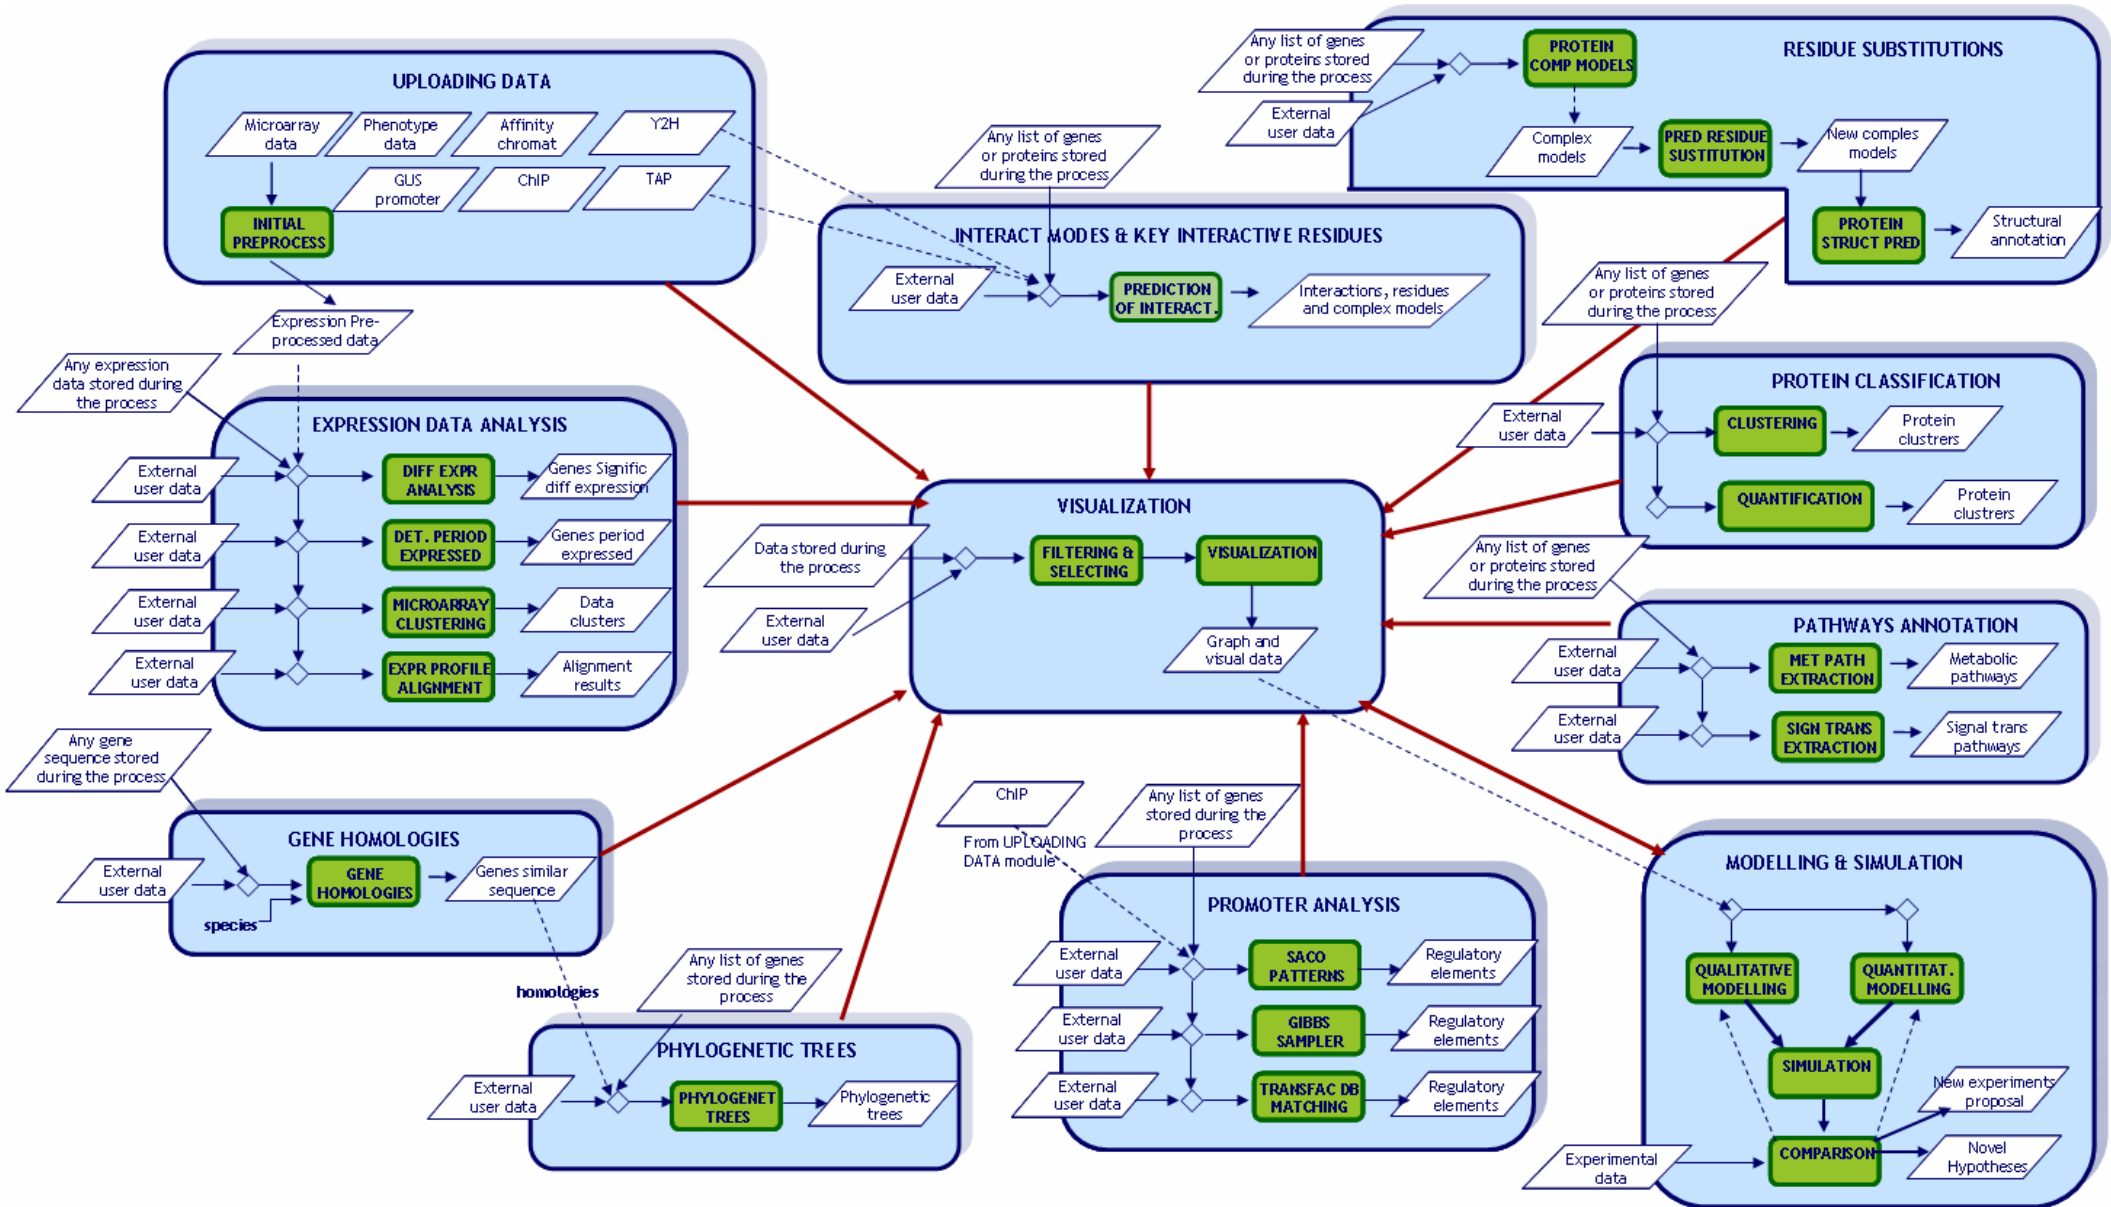 UPLOADING DATA
Microarray
data
Phenotype
data
Affinity
chromat
Y2H
GUS
promoter
ChIP
TAP
INITIAL
PREPROCESS
Expression Pre-
processed data
Any list of genes
or proteins stored
during the process
INTERACT MODES & KEY INTERACTIVE RESIDUES
External
user data
PREDICTION
OF INTERACT.
Interactions, residues
and complex models
RESIDUE SUBSTITUTIONS
Any list of genes
or proteins stored
during the process
External
user data
PROTEIN
COMP MODELS
Complex
models
PRED RESIDUE
SUSTITUTION
New comples
models
PROTEIN
STRUCT PRED
Structural
annotation
Any list of genes
or proteins stored
during the process
PROTEIN CLASSIFICATION
External
user data
CLUSTERING
Protein
clustrers
QUANTIFICATION
Protein
clustrers
Any expression
data stored during
the process
EXPRESSION DATA ANALYSIS
External
user data
DIFF EXPR
ANALYSIS
Genes Signific
diff expression
External
user data
DET. PERIOD
EXPRESSED
Genes period
expressed
External
user data
MICROARRAY
CLUSTERING
Data
clusters
External
user data
EXPR PROFILE
ALIGNMENT
Alignment
results
VISUALIZATION
Data stored during
the process
External
user data
FILTERING &
SELECTING
VISUALIZATION
Graph and
visual data
Any list of genes
or proteins stored
during the process
PATHWAYS ANNOTATION
External
user data
MET PATH
EXTRACTION
Metabolic
pathways
External
user data
SIGN TRANS
EXTRACTION
Signal trans
pathways
Any gene
sequence stored
during the process
GENE HOMOLOGIES
External
user data
species
GENE
HOMOLOGIES
Genes similar
sequence
homologies
Any list of genes
stored during the
process
PHYLOGENETIC TREES
External
user data
PHYLOGENET
TREES
Phylogenetic
trees
ChIP
From UPLOADING
DATA module
Any list of genes
stored during the
process
PROMOTER ANALYSIS
External
user data
SACO
PATTERNS
Regulatory
elements
External
user data
GIBBS
SAMPLER
Regulatory
elements
External
user data
TRANSFAC DB
MATCHING
Regulatory
elements
MODELLING & SIMULATION
QUALITATIVE
MODELLING
QUANTITAT.
MODELLING
SIMULATION
New experiments
proposal
COMPARISON
Novel
Hypotheses
Experimental
data